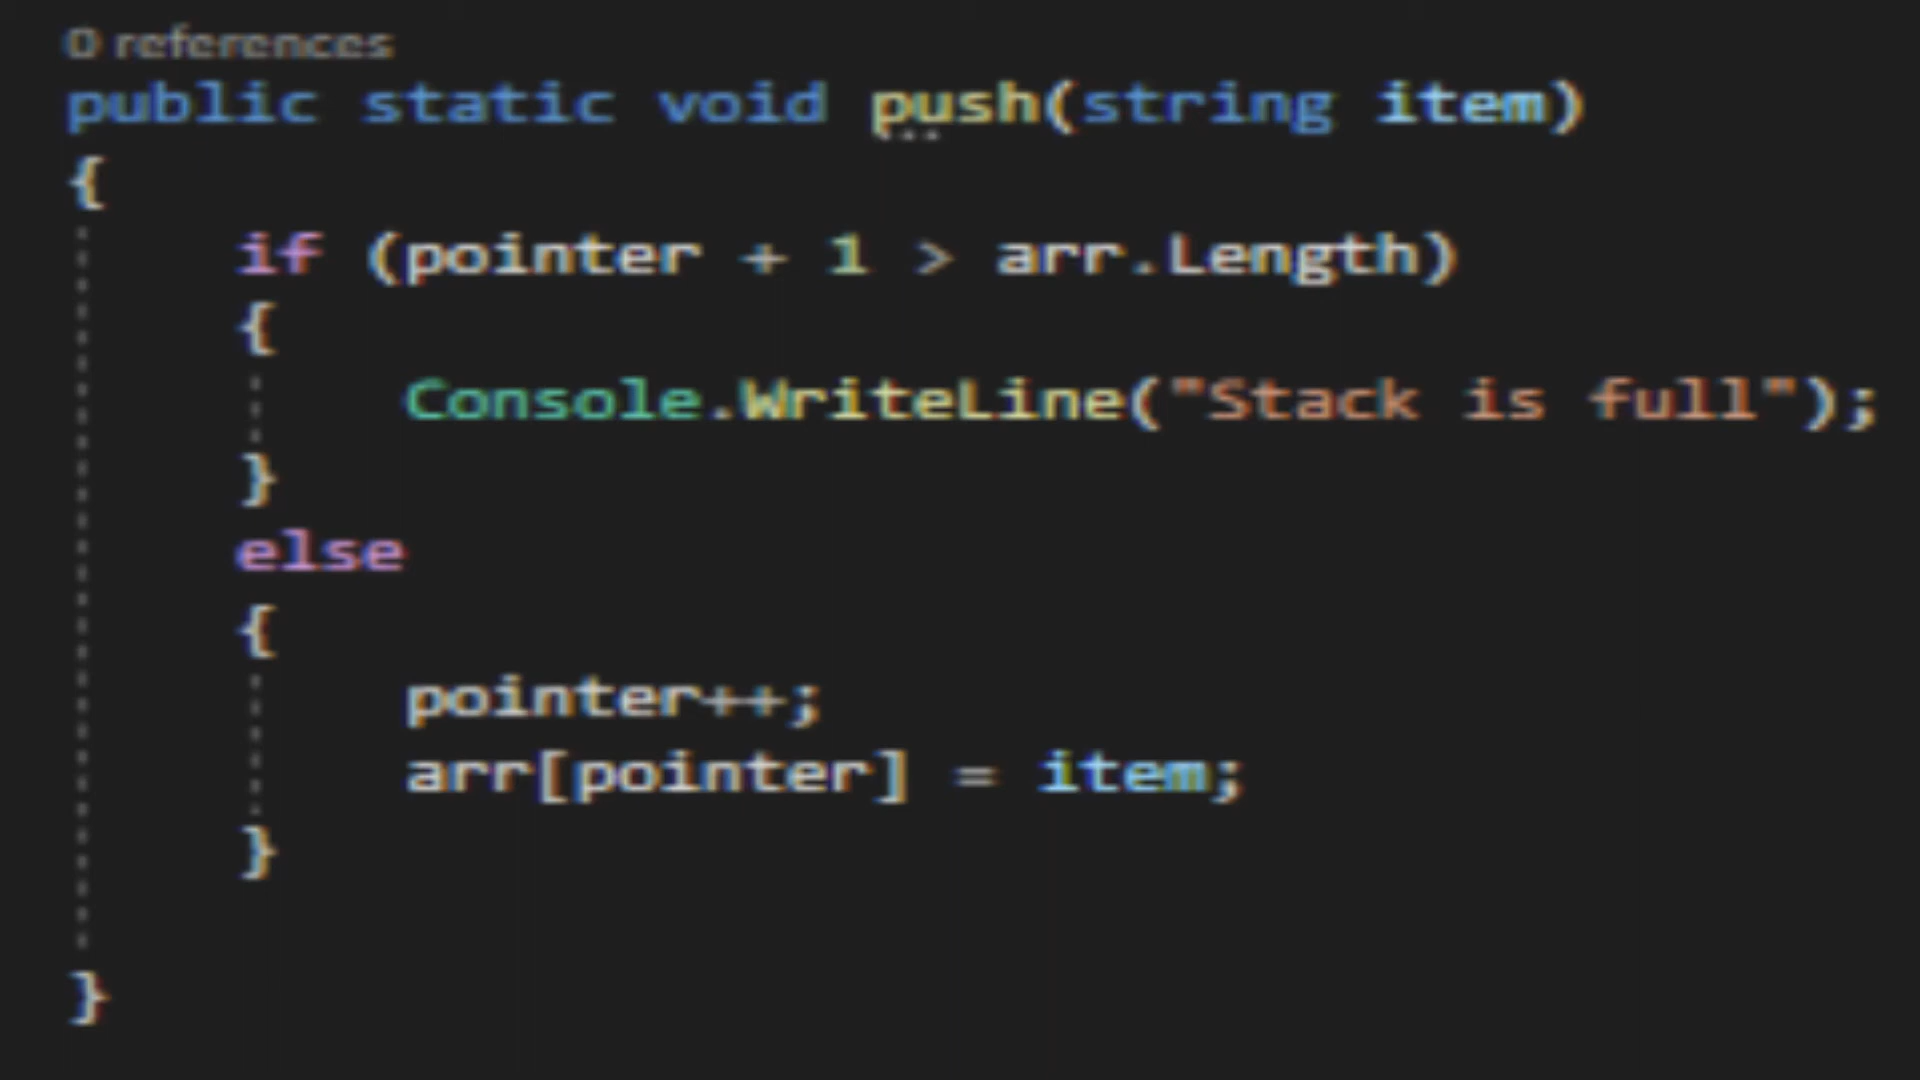 0 references
public static void push(string item)
{
if (pointer + 1 > arr.Length)
{
Console.WriteLine("Stack is full");
}
else
{
pointer++;
arr[pointer] = item;
}
}